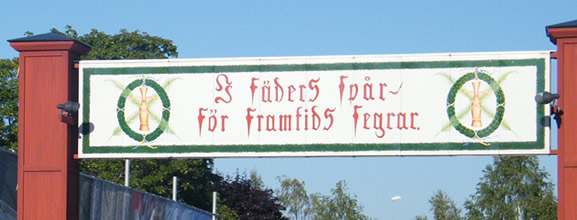 I fäders spår
för framtids segrar.